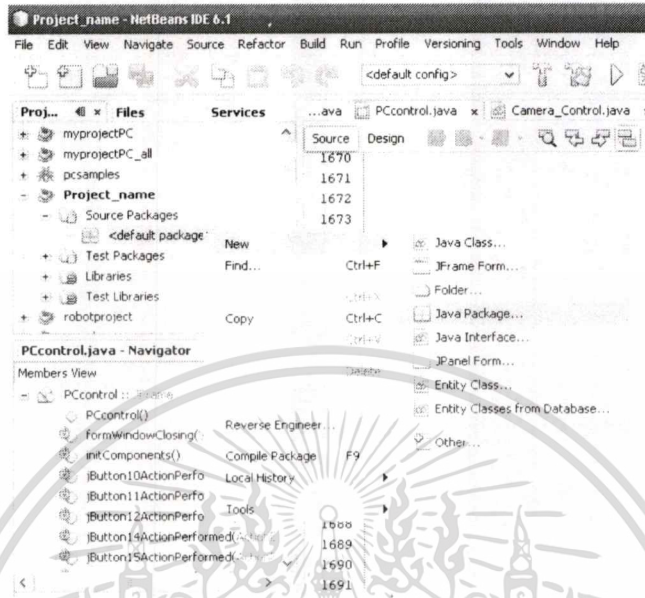 Project_name - NetBeans IDE 6.1
File Edit View Navigate Source Refactor Build Run Profile Versioning Tools Window Help
<default config>
Proj... Files Services
...ava PCcontrol.java x Camera_Control.java
Source Design
myprojectPC
myprojectPC_all
pcsamples
Project_name
Source Packages
<default package>
Test Packages
Libraries
Test Libraries
robotproject
1670
1671
1672
1673
New
Find... Ctrl+F
Copy Ctrl+C
Ctrl+V
Delete
Reverse Engineer...
Compile Package F9
Local History
Tools
Java Class...
JFrame Form...
Folder...
Java Package...
Java Interface...
JPanel Form...
Entity Class...
Entity Classes from Database...
Other...
PCcontrol.java - Navigator
Members View
PCcontrol :: JFrame
PCcontrol()
formWindowClosing(
initComponents()
jButton10ActionPerfo
jButton11ActionPerfo
jButton12ActionPerfo
jButton14ActionPerformed(
jButton15ActionPerformed(
1688
1689
1690
1691